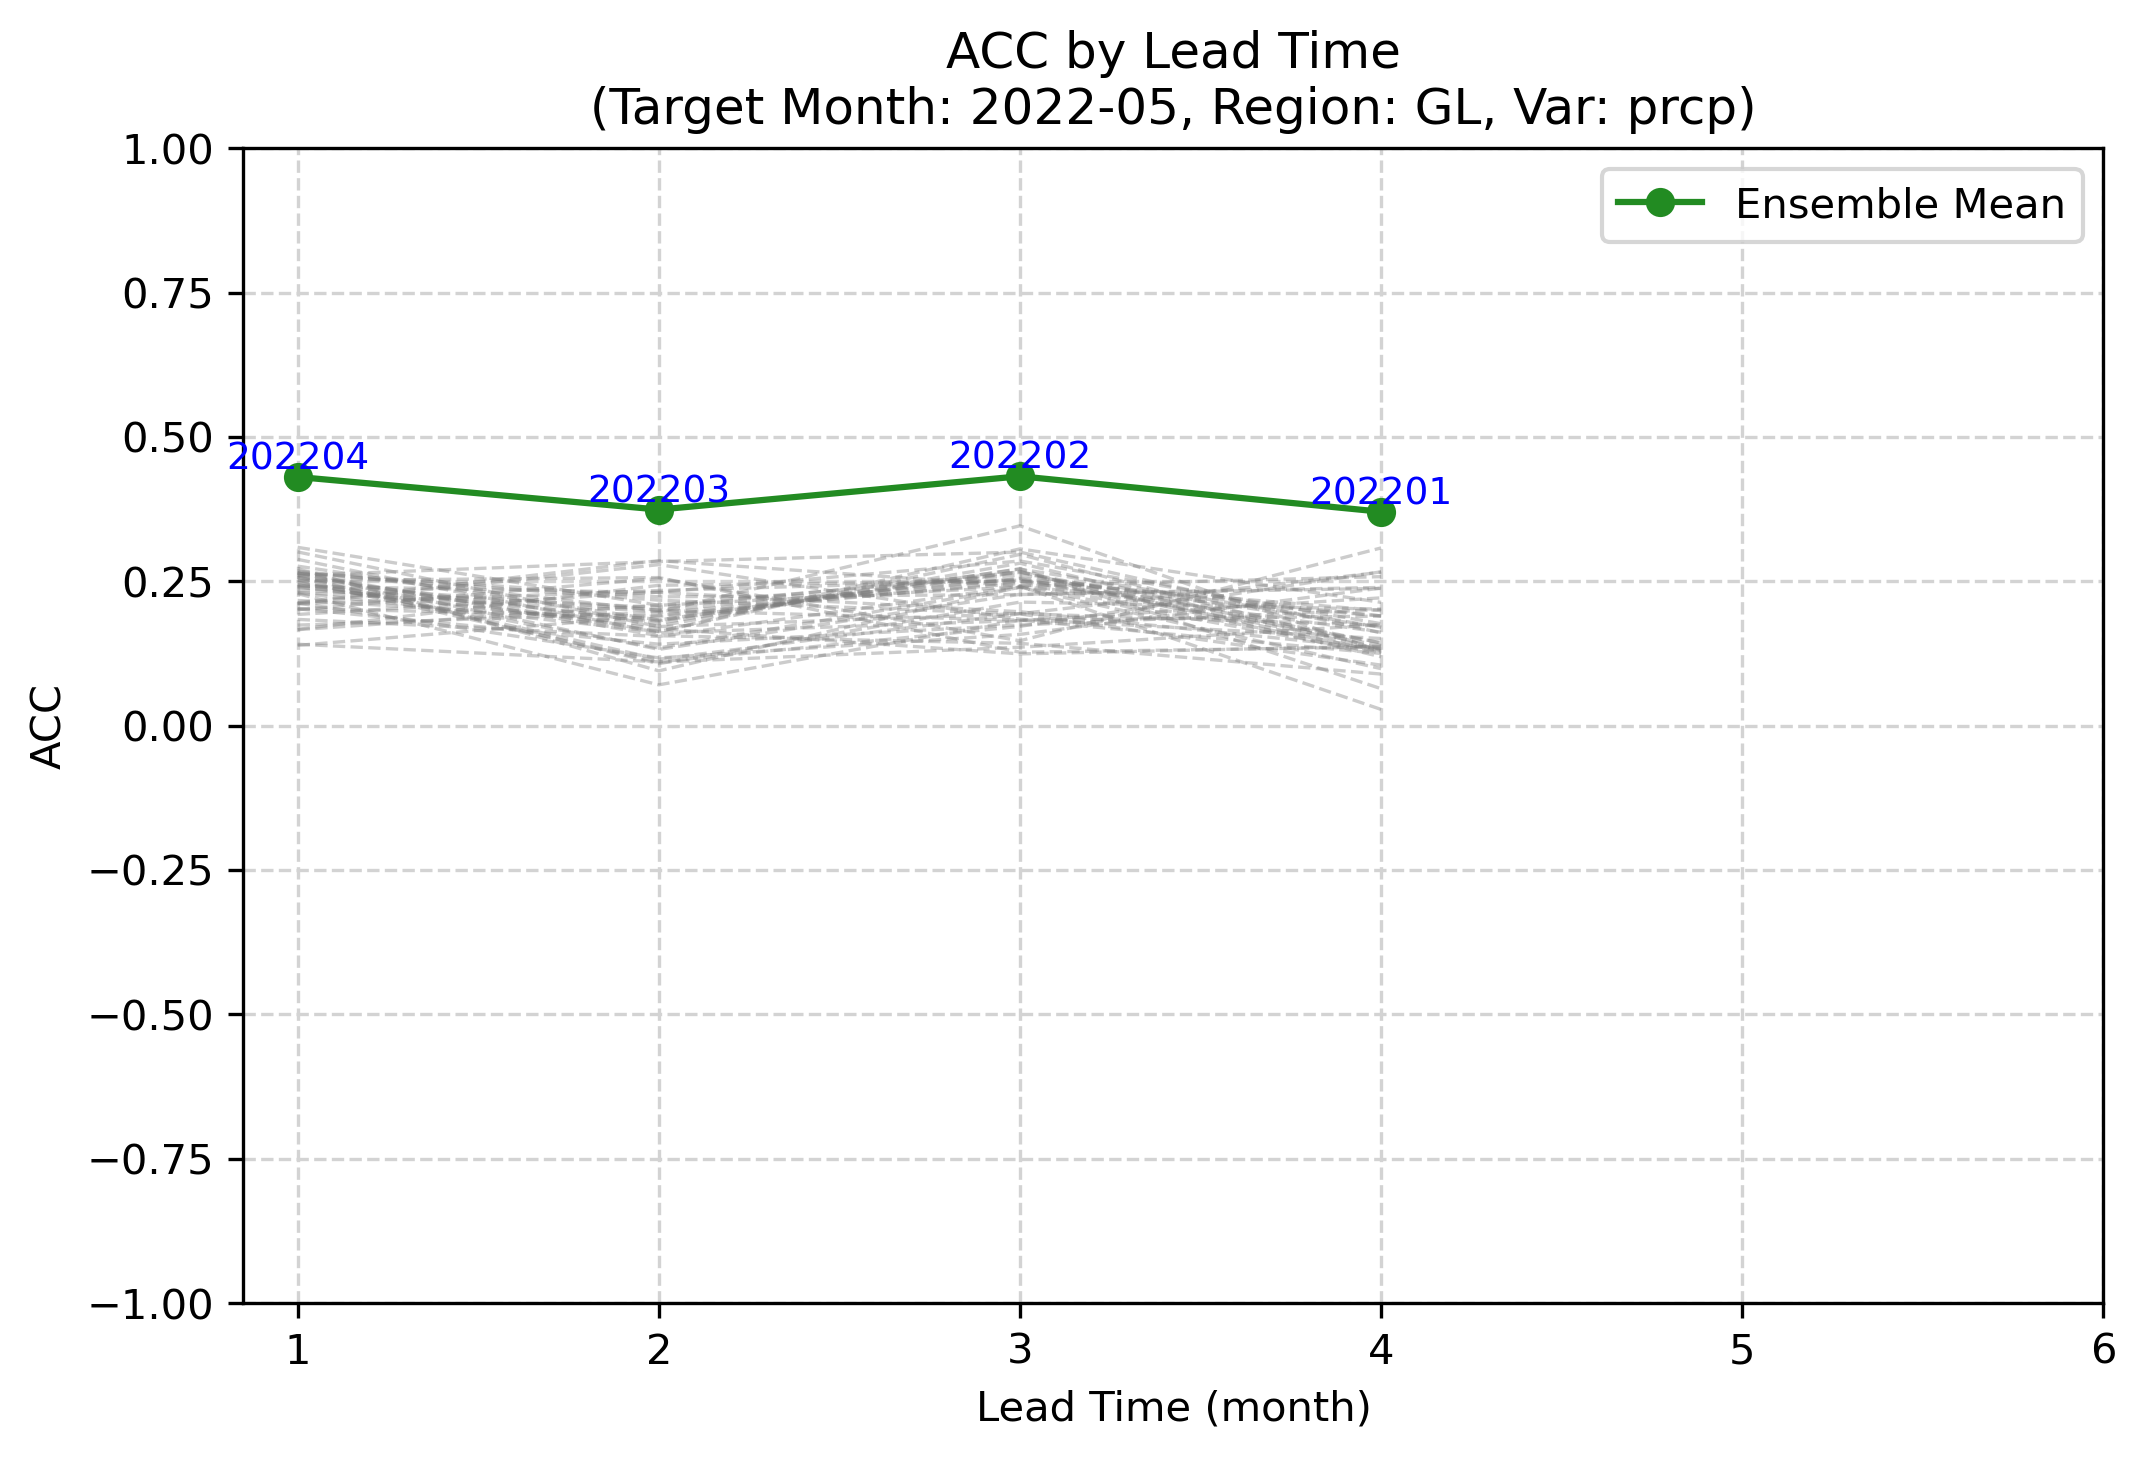 ACC by Lead Time
(Target Month: 2022-05, Region: GL, Var: prcp)
Ensemble Mean
1.00
0.75
0.50
0.25
0.00
−0.25
−0.50
−0.75
−1.00
ACC
202204
202203
202202
202201
1 2 3 4 5 6
Lead Time (month)